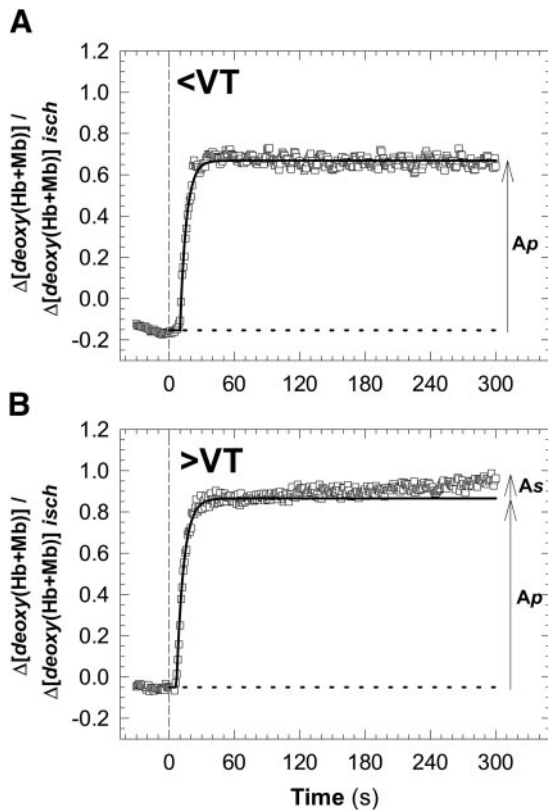 A
<VT
Δ[deoxy(Hb+Mb)] /
Δ[deoxy(Hb+Mb)] isch
1.2
1.0
0.8
0.6
0.4
0.2
0.0
-0.2
Ap
0 60 120 180 240 300
B
>VT
Δ[deoxy(Hb+Mb)] /
Δ[deoxy(Hb+Mb)] isch
1.2
1.0
0.8
0.6
0.4
0.2
0.0
-0.2
As
Ap
0 60 120 180 240 300
Time (s)